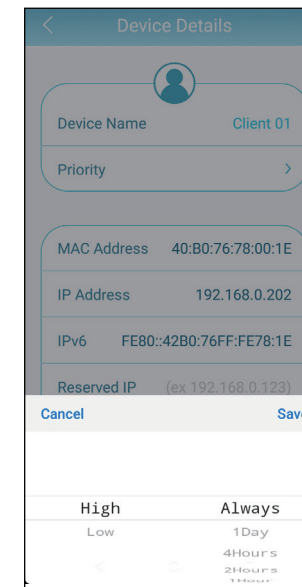 Device Details
Device Name Client 01
Priority
MAC Address 40:B0:76:78:00:1E
IP Address 192.168.0.202
IPv6 FE80::42B0:76FF:FE78:1E
Reserved IP (ex 192.168.0.123)
Cancel Save
High Always
Low 1Day
4Hours
2Hours
1Hour